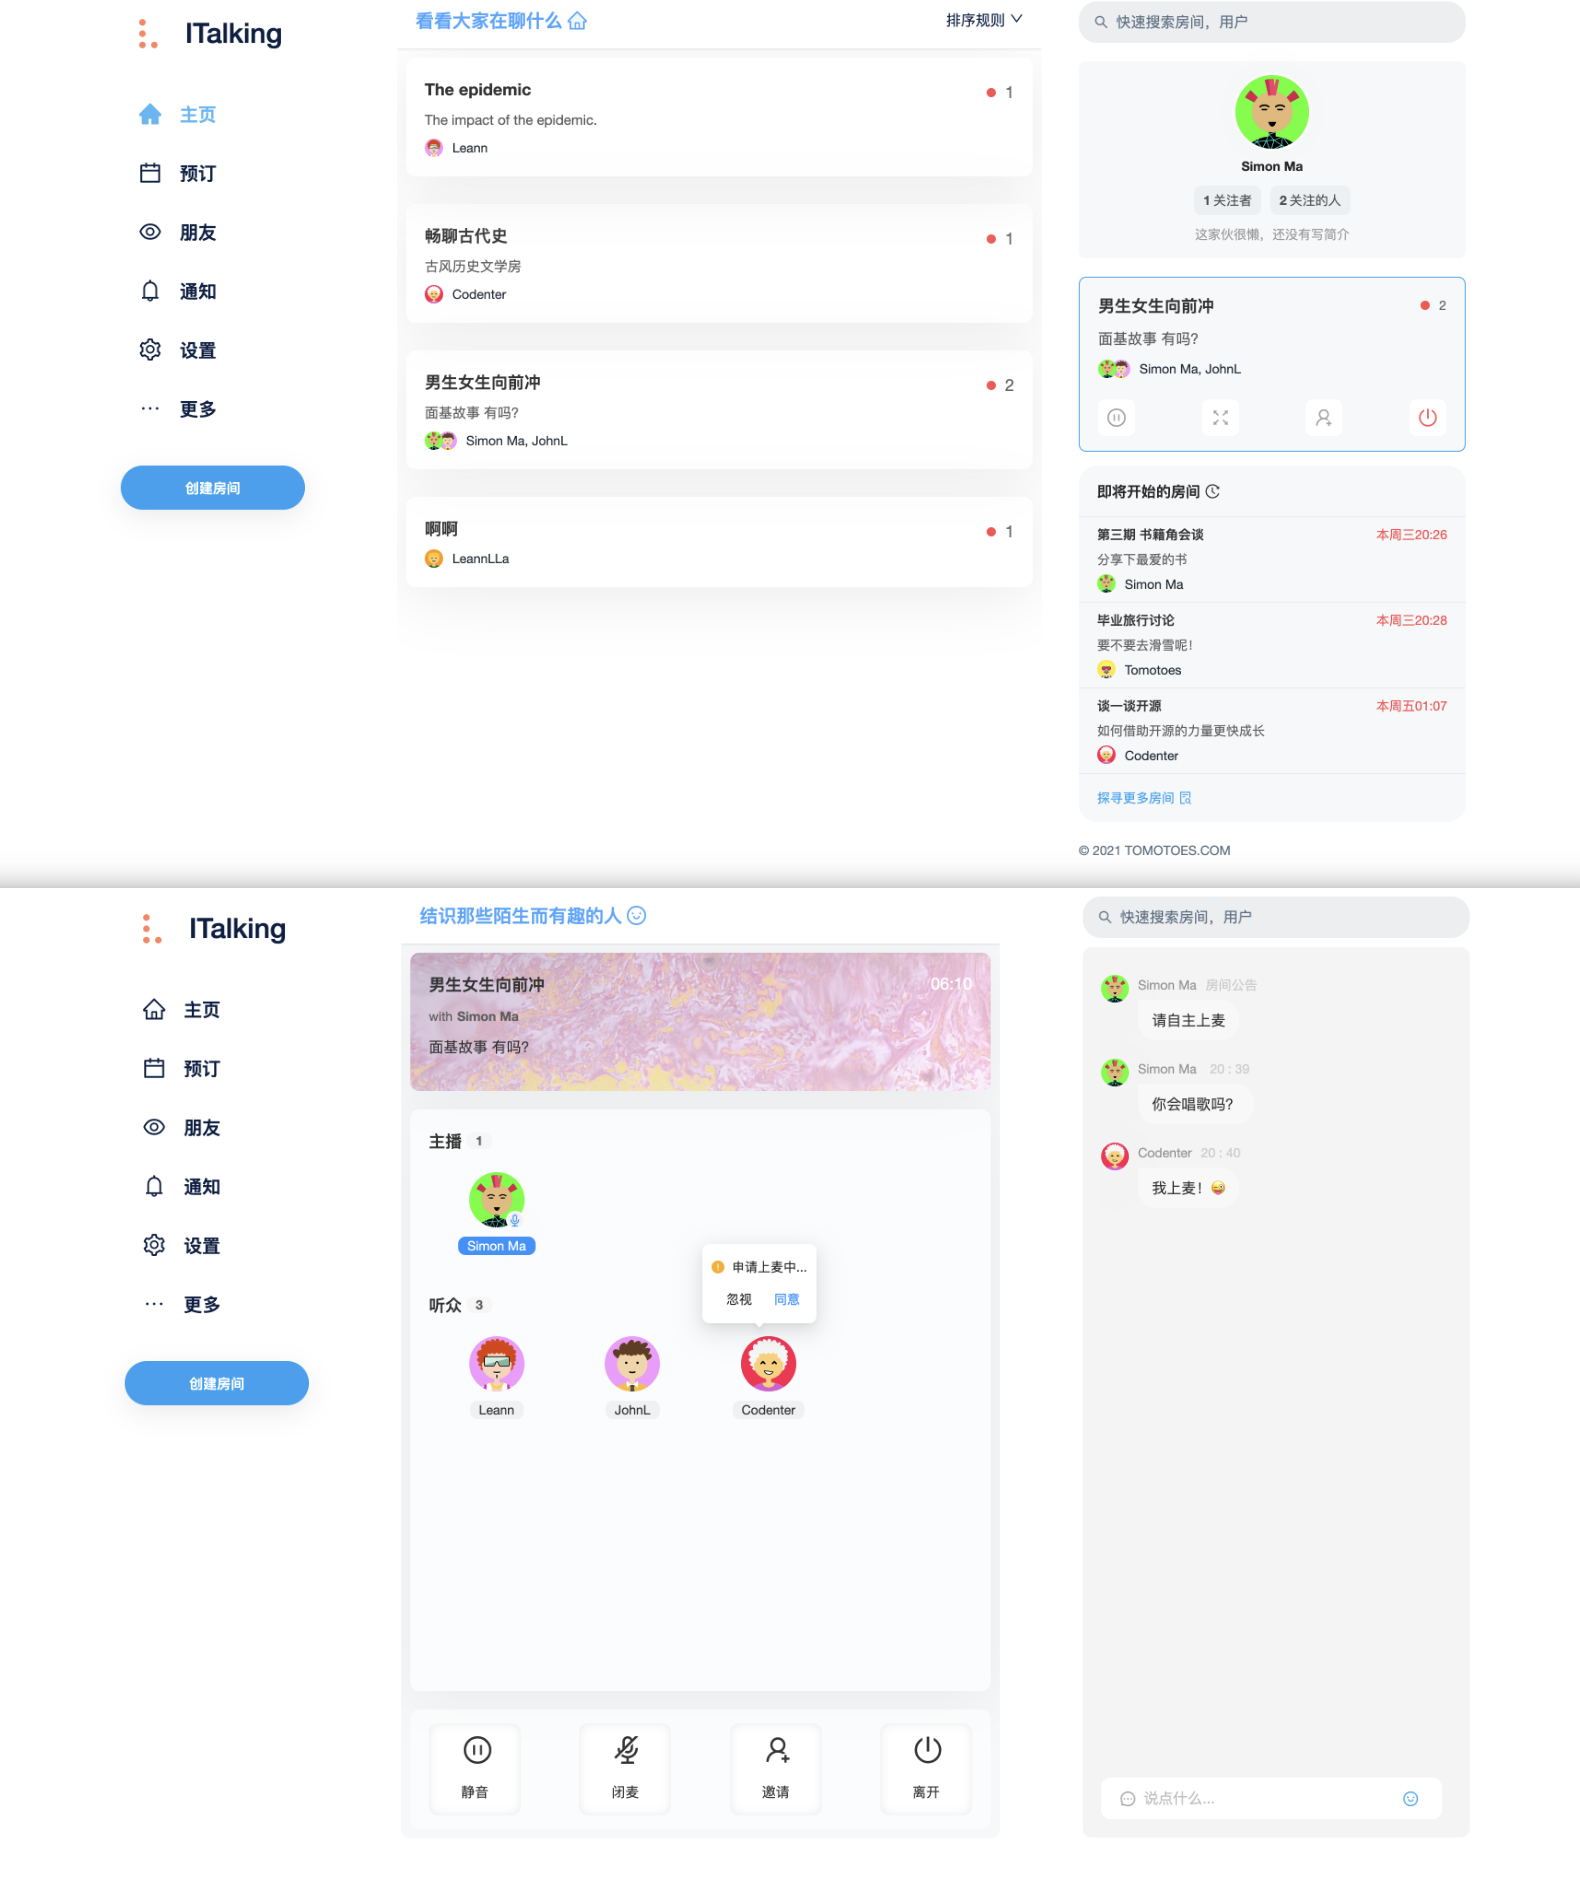 ITalking
主页
预订
朋友
通知
设置
更多
创建房间
看看大家在聊什么
排序规则
The epidemic
1
The impact of the epidemic.
Leann
畅聊古代史
1
古风历史文学房
Codenter
男生女生向前冲
2
面基故事 有吗?
Simon Ma, JohnL
啊啊
1
LeannLLa
快速搜索房间，用户
Simon Ma
1 关注者 2 关注的人
这家伙很懒，还没有写简介
男生女生向前冲
2
面基故事 有吗?
Simon Ma, JohnL
即将开始的房间
第三期 书籍角会谈 本周三20:26
分享下最爱的书
Simon Ma
毕业旅行讨论 本周三20:28
要不要去滑雪呢!
Tomotoes
谈一谈开源 本周五01:07
如何借助开源的力量更快成长
Codenter
探寻更多房间
© 2021 TOMOTOES.COM
ITalking
主页
预订
朋友
通知
设置
更多
创建房间
结识那些陌生而有趣的人
男生女生向前冲 06:10
with Simon Ma
面基故事 有吗?
主播 1
Simon Ma
申请上麦中...
忽视 同意
听众 3
Leann JohnL Codenter
静音 闭麦 邀请 离开
快速搜索房间，用户
Simon Ma 房间公告
请自主上麦
Simon Ma 20 : 39
你会唱歌吗?
Codenter 20 : 40
我上麦! 😜
说点什么...